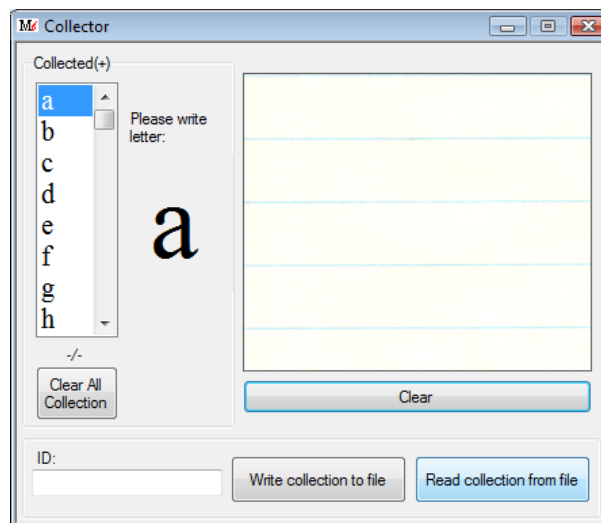 M Collector
Collected(+)
a
b
c
d
e
f
g
h
Please write
letter:
a
-/-
Clear All
Collection
Clear
ID:
Write collection to file
Read collection from file